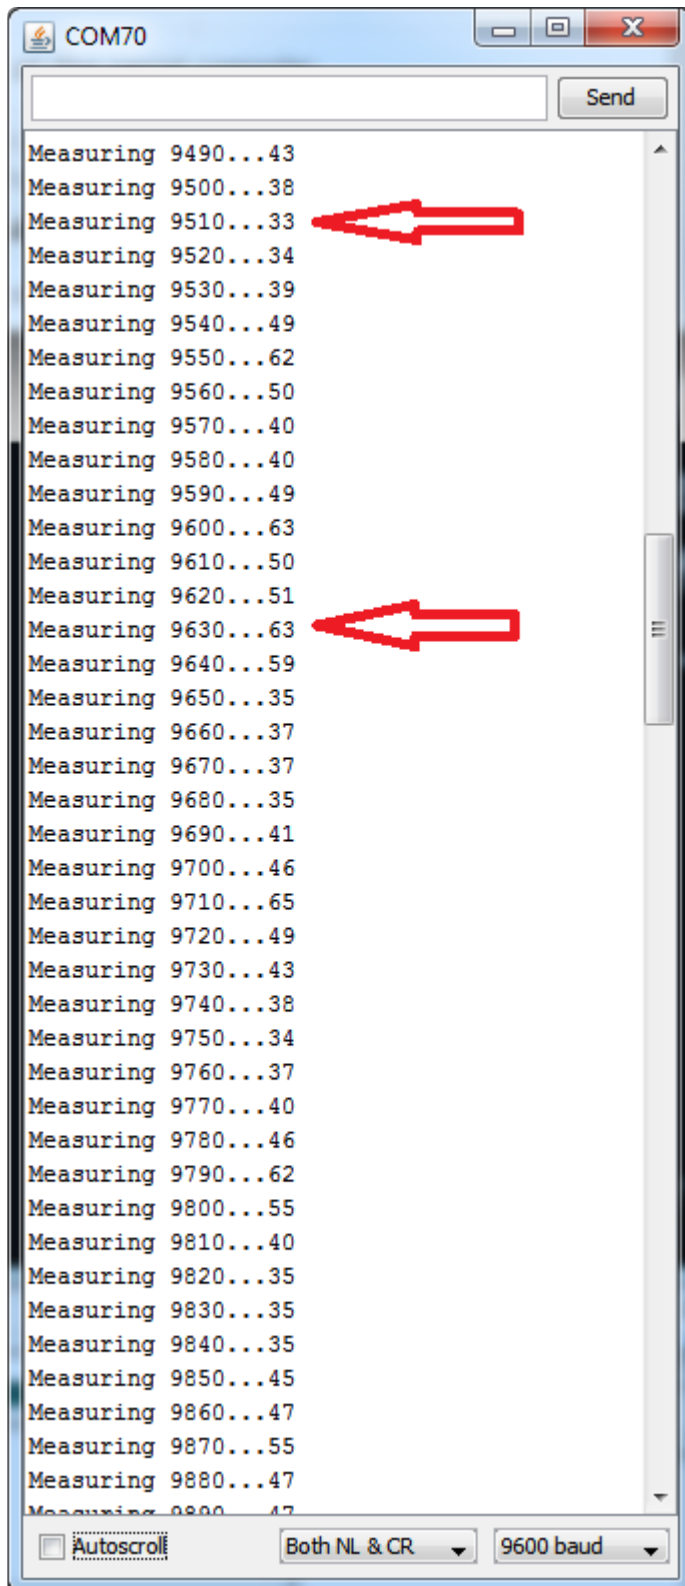 COM70
Send
Measuring 9490...43
Measuring 9500...38
Measuring 9510...33
Measuring 9520...34
Measuring 9530...39
Measuring 9540...49
Measuring 9550...62
Measuring 9560...50
Measuring 9570...40
Measuring 9580...40
Measuring 9590...49
Measuring 9600...63
Measuring 9610...50
Measuring 9620...51
Measuring 9630...63
Measuring 9640...59
Measuring 9650...35
Measuring 9660...37
Measuring 9670...37
Measuring 9680...35
Measuring 9690...41
Measuring 9700...46
Measuring 9710...65
Measuring 9720...49
Measuring 9730...43
Measuring 9740...38
Measuring 9750...34
Measuring 9760...37
Measuring 9770...40
Measuring 9780...46
Measuring 9790...62
Measuring 9800...55
Measuring 9810...40
Measuring 9820...35
Measuring 9830...35
Measuring 9840...35
Measuring 9850...45
Measuring 9860...47
Measuring 9870...55
Measuring 9880...47
Measuring 9890...47
Autoscroll Both NL & CR 9600 baud